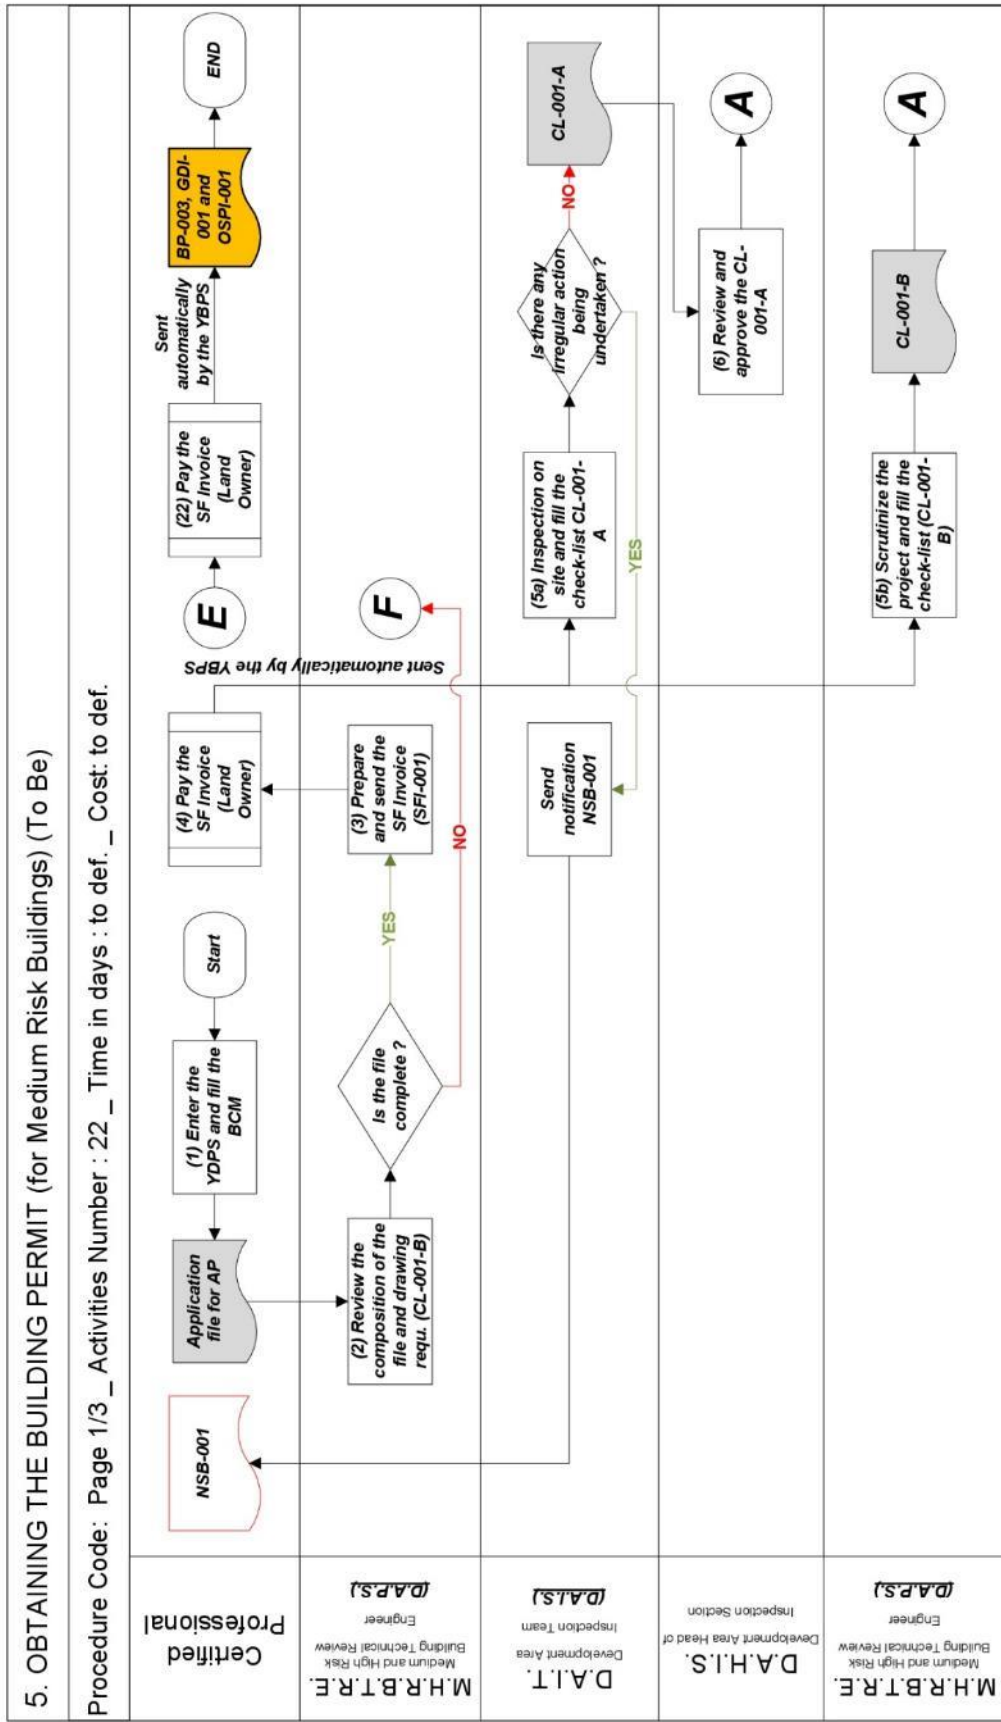 5. OBTAINING THE BUILDING PERMIT (for Medium Risk Buildings) (To Be)
Procedure Code: Page 1/3 _ Activities Number : 22 _ Time in days : to def. _ Cost: to def.
Certified
Professional
NSB-001
Application
file for AP
(1) Enter the
YDPS and fill the
BCM
Start
(4) Pay the
SF Invoice
(Land
Owner)
E
(22) Pay the
SF Invoice
(Land
Owner)
Sent
automatically
by the YBPS
BP-003, GDI-
001 and
OSPI-001
END
M.H.R.B.T.R.E.
Medium and High Risk
Building Technical Review
Engineer
(D.A.P.S.)
(2) Review the
composition of the
file and drawing
requ. (CL-001-B)
Is the file
complete ?
YES
NO
(3) Prepare
and send the
SF Invoice
(SFI-001)
Sent automatically by the YBPS
F
D.A.I.T
Development Area
Inspection Team
(D.A.I.S.)
Send
notification
NSB-001
(5a) Inspection on
site and fill the
check-list CL-001-
A
YES
Is there any
irregular action
being
undertaken ?
NO
CL-001-A
D.A.H.I.S.
Development Area Head of
Inspection Section
(6) Review and
approve the CL-
001-A
A
M.H.R.B.T.R.E.
Medium and High Risk
Building Technical Review
Engineer
(D.A.P.S.)
(5b) Scrutinize the
project and fill the
check-list (CL-001-
B)
CL-001-B
A